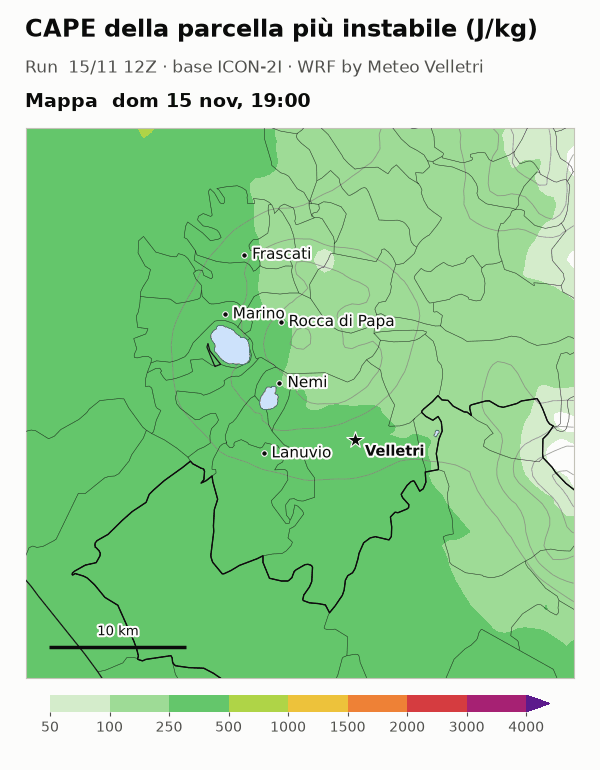 CAPE della parcella più instabile (J/kg)
Run 15/11 12Z · base ICON-2I · WRF by Meteo Velletri
Mappa dom 15 nov, 19:00
Frascati
Marino
Rocca di Papa
Nemi
Velletri
Lanuvio
10 km
50 100 250 500 1000 1500 2000 3000 4000